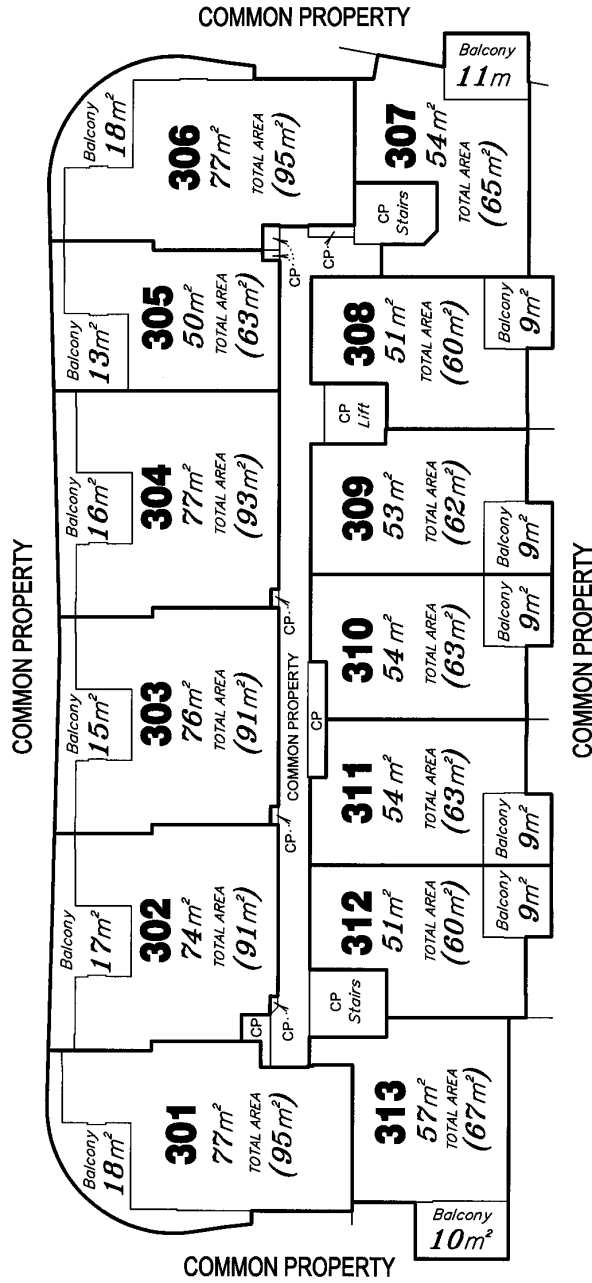 COMMON PROPERTY
Balcony
18m²
306
77m²
TOTAL AREA
(95m²)
Balcony
11m
307
54m²
TOTAL AREA
(65m²)
CP
Stairs
CP
CP
Balcony
13m²
305
50m²
TOTAL AREA
(63m²)
308
51m²
TOTAL AREA
(60m²)
Balcony
9m²
CP
Lift
Balcony
16m²
304
77m²
TOTAL AREA
(93m²)
CP
309
53m²
TOTAL AREA
(62m²)
Balcony
9m²
COMMON PROPERTY
COMMON PROPERTY
COMMON PROPERTY
Balcony
15m²
303
76m²
TOTAL AREA
(91m²)
CP
310
54m²
TOTAL AREA
(63m²)
Balcony
9m²
CP
311
54m²
TOTAL AREA
(63m²)
Balcony
9m²
Balcony
17m²
302
74m²
TOTAL AREA
(91m²)
CP
CP
312
51m²
TOTAL AREA
(60m²)
Balcony
9m²
CP
Stairs
Balcony
18m²
301
77m²
TOTAL AREA
(95m²)
313
57m²
TOTAL AREA
(67m²)
Balcony
10m²
COMMON PROPERTY